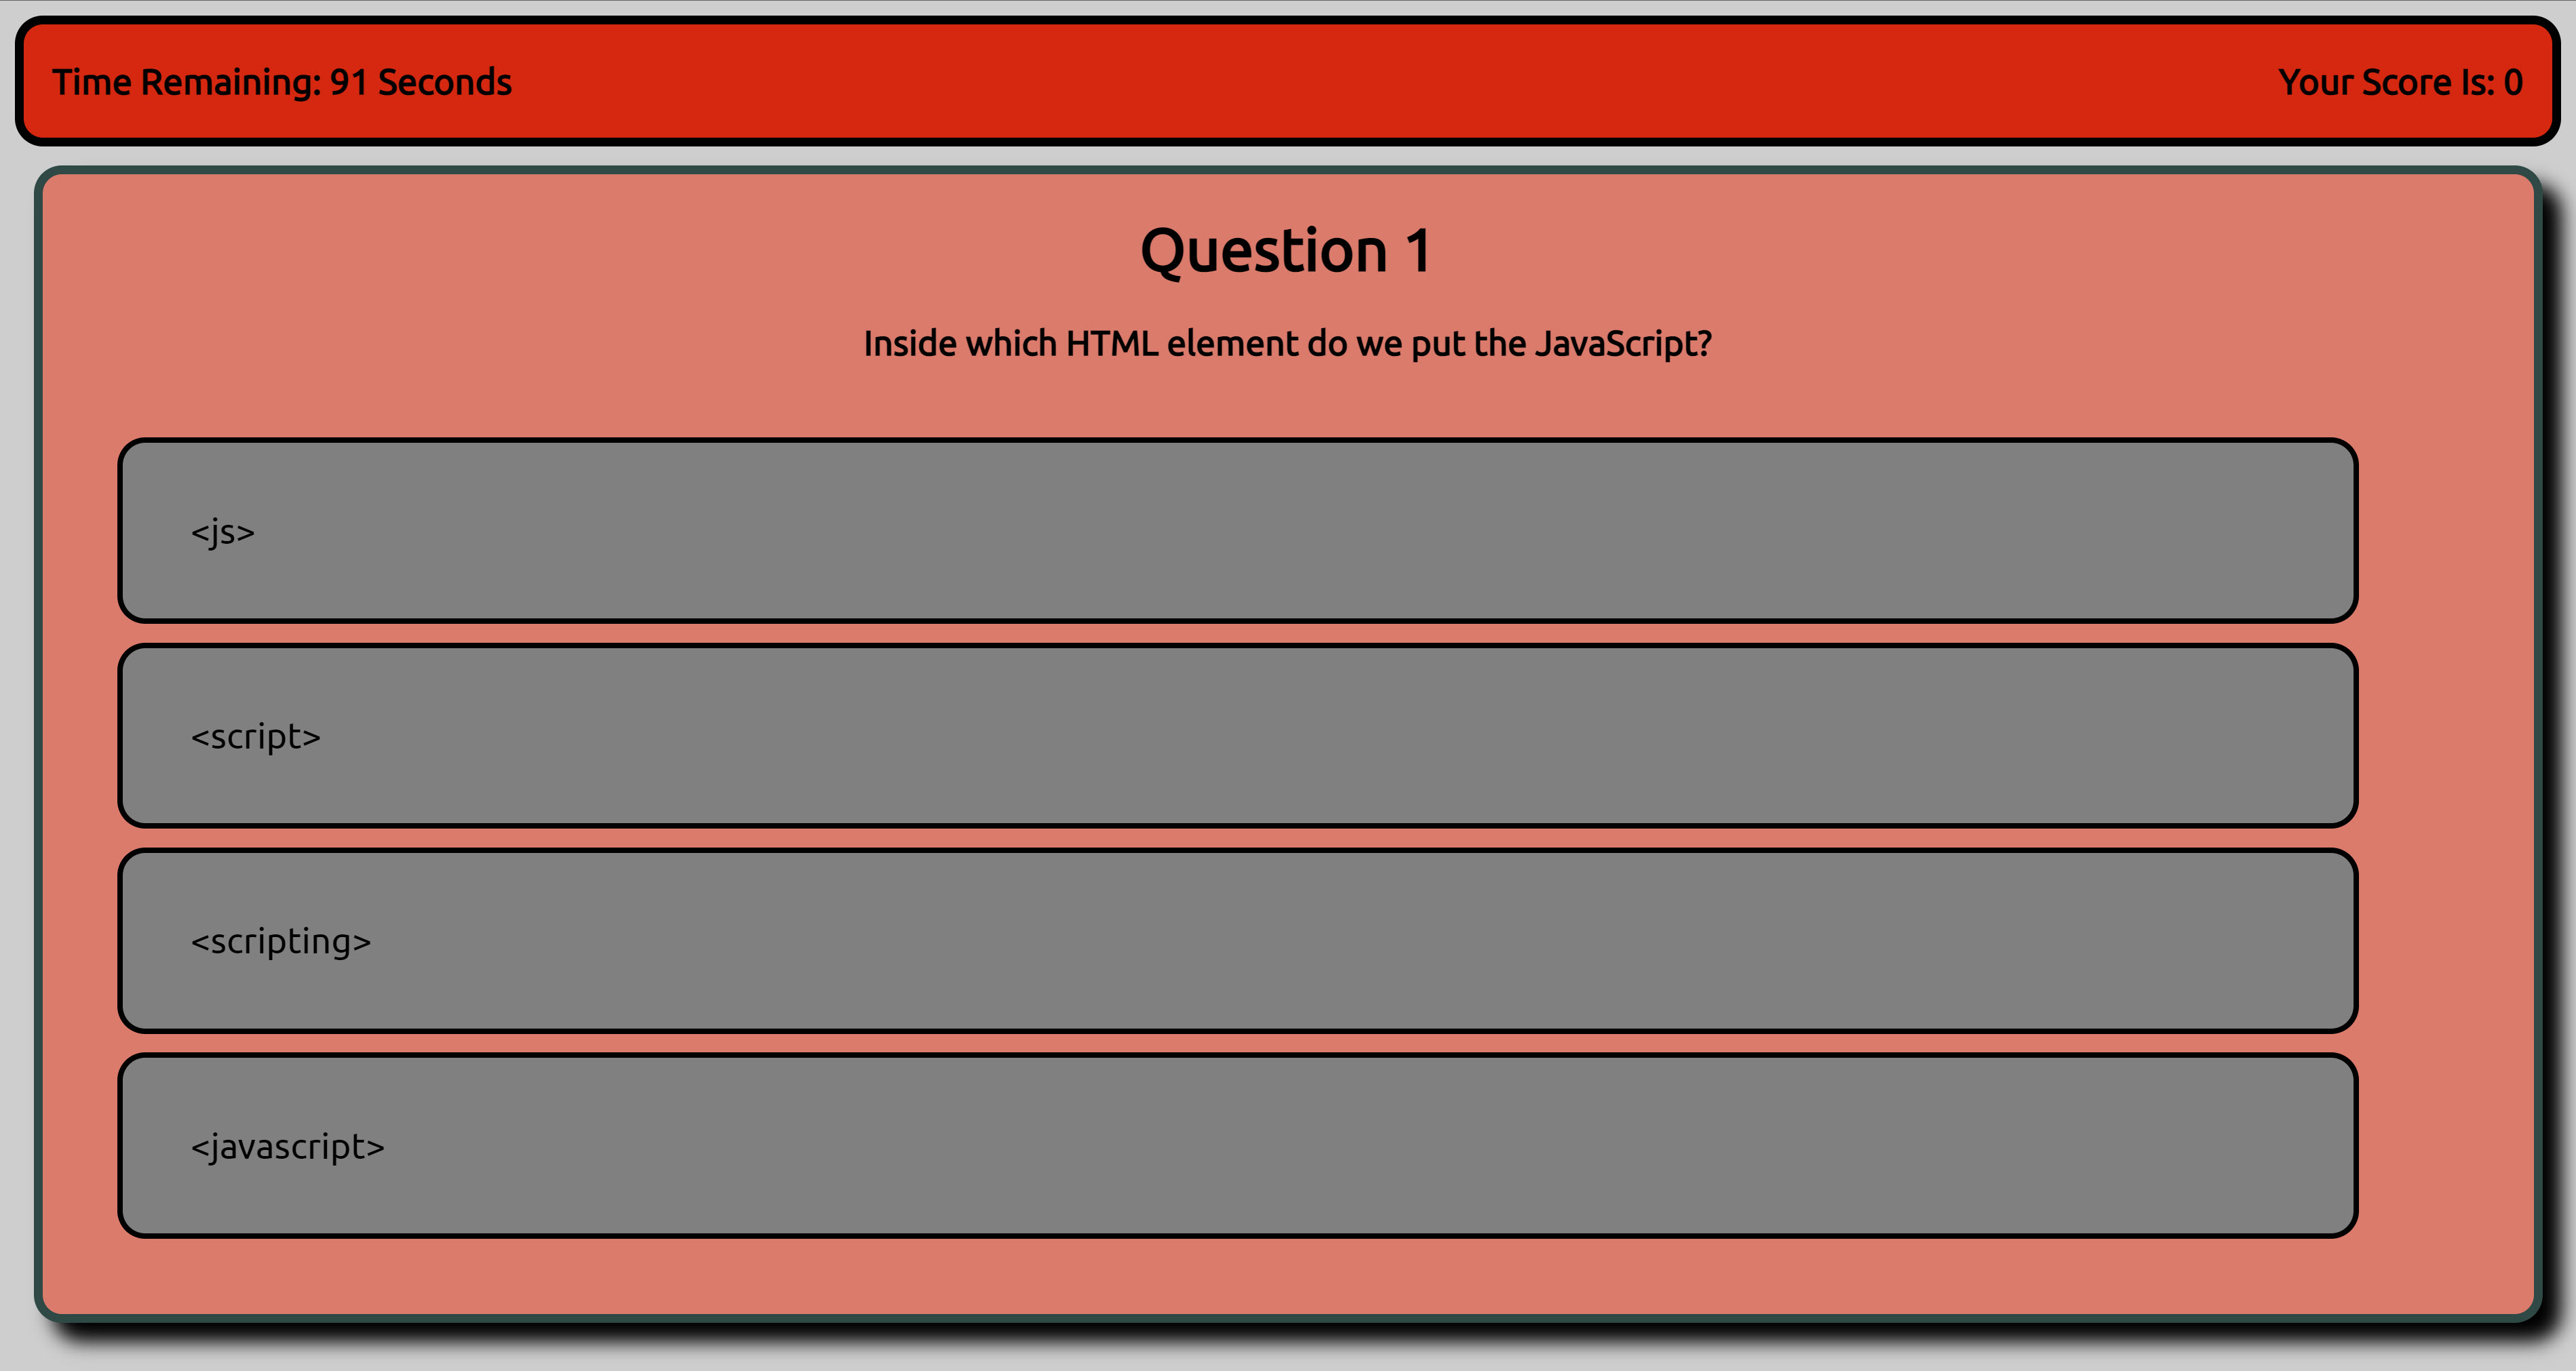 Time Remaining: 91 Seconds
Your Score Is: 0
Question 1
Inside which HTML element do we put the JavaScript?
<js>
<script>
<scripting>
<javascript>